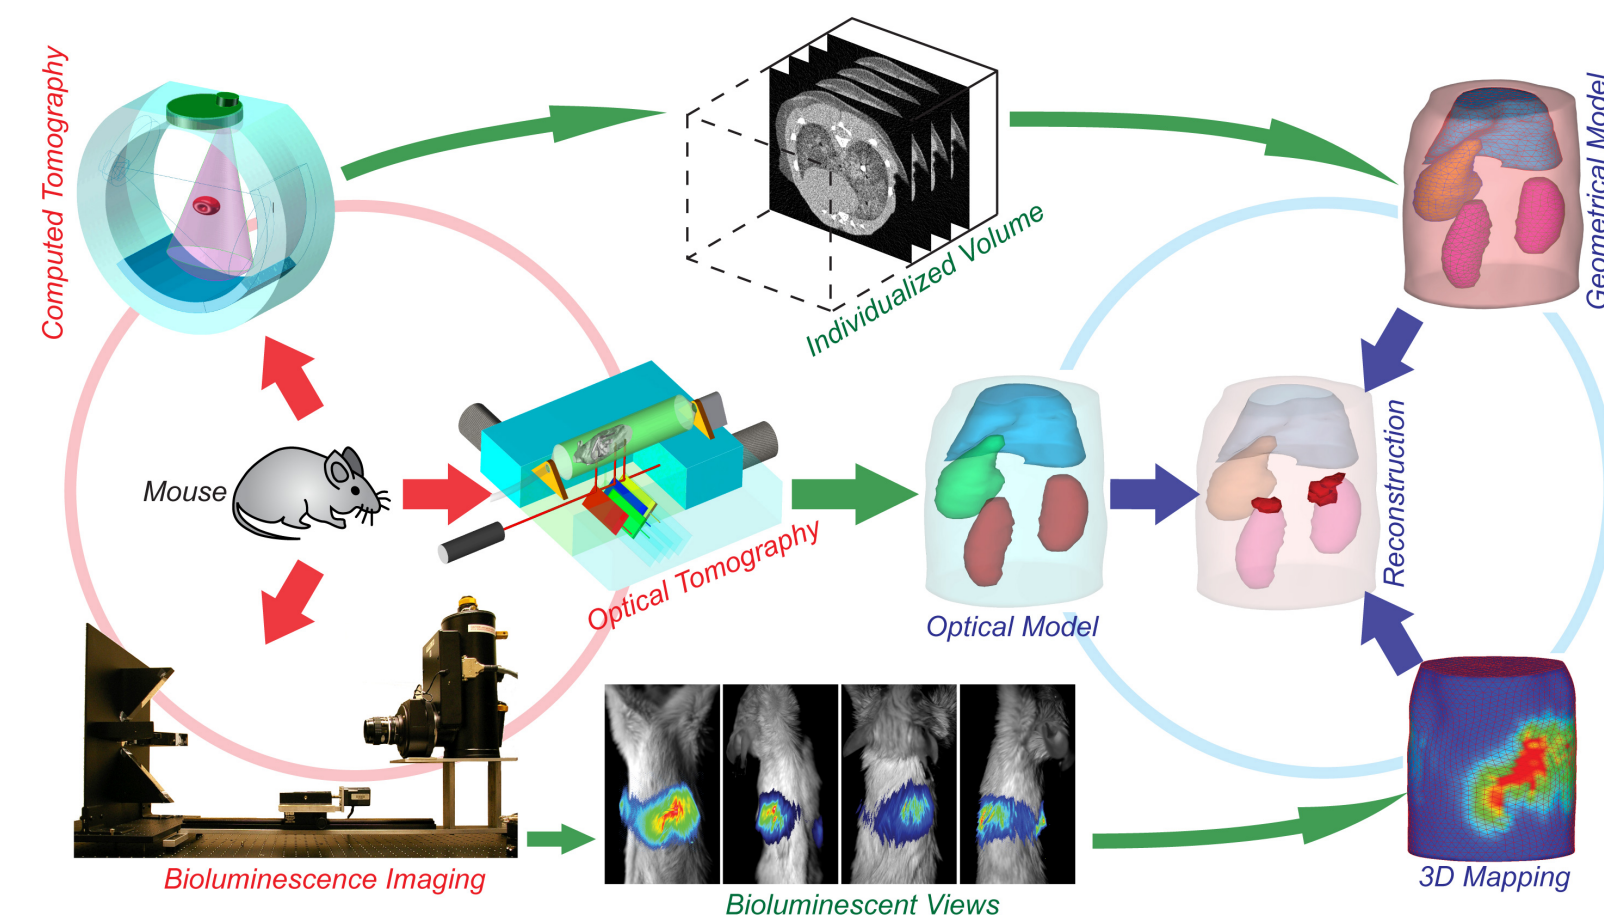 Computed Tomography
Individualized Volume
Geometrical Model
Mouse
Optical Tomography
Optical Model
Reconstruction
Bioluminescence Imaging
Bioluminescent Views
3D Mapping